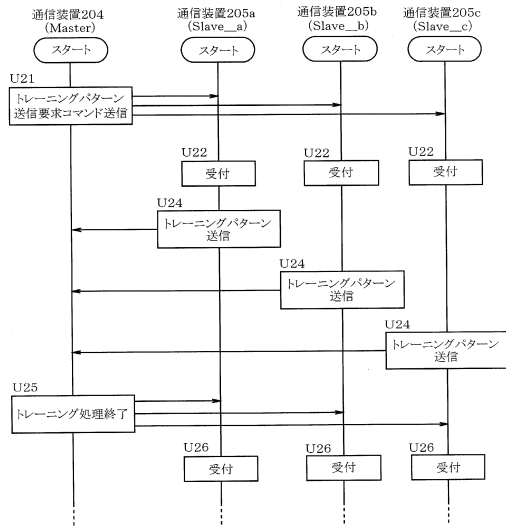 通信装置204
(Master)
通信装置205a
(Slave_a)
通信装置205b
(Slave_b)
通信装置205c
(Slave_c)
スタート
スタート
スタート
スタート
U21
トレーニングパターン
送信要求コマンド送信
U22
受付
U22
受付
U22
受付
U24
トレーニングパターン
送信
U24
トレーニングパターン
送信
U24
トレーニングパターン
送信
U25
トレーニング処理終了
U26
受付
U26
受付
U26
受付